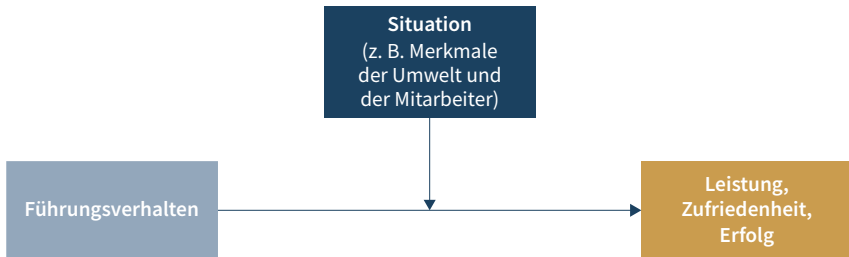 Situation
(z. B. Merkmale
der Umwelt und
der Mitarbeiter)
Führungsverhalten
Leistung,
Zufriedenheit,
Erfolg